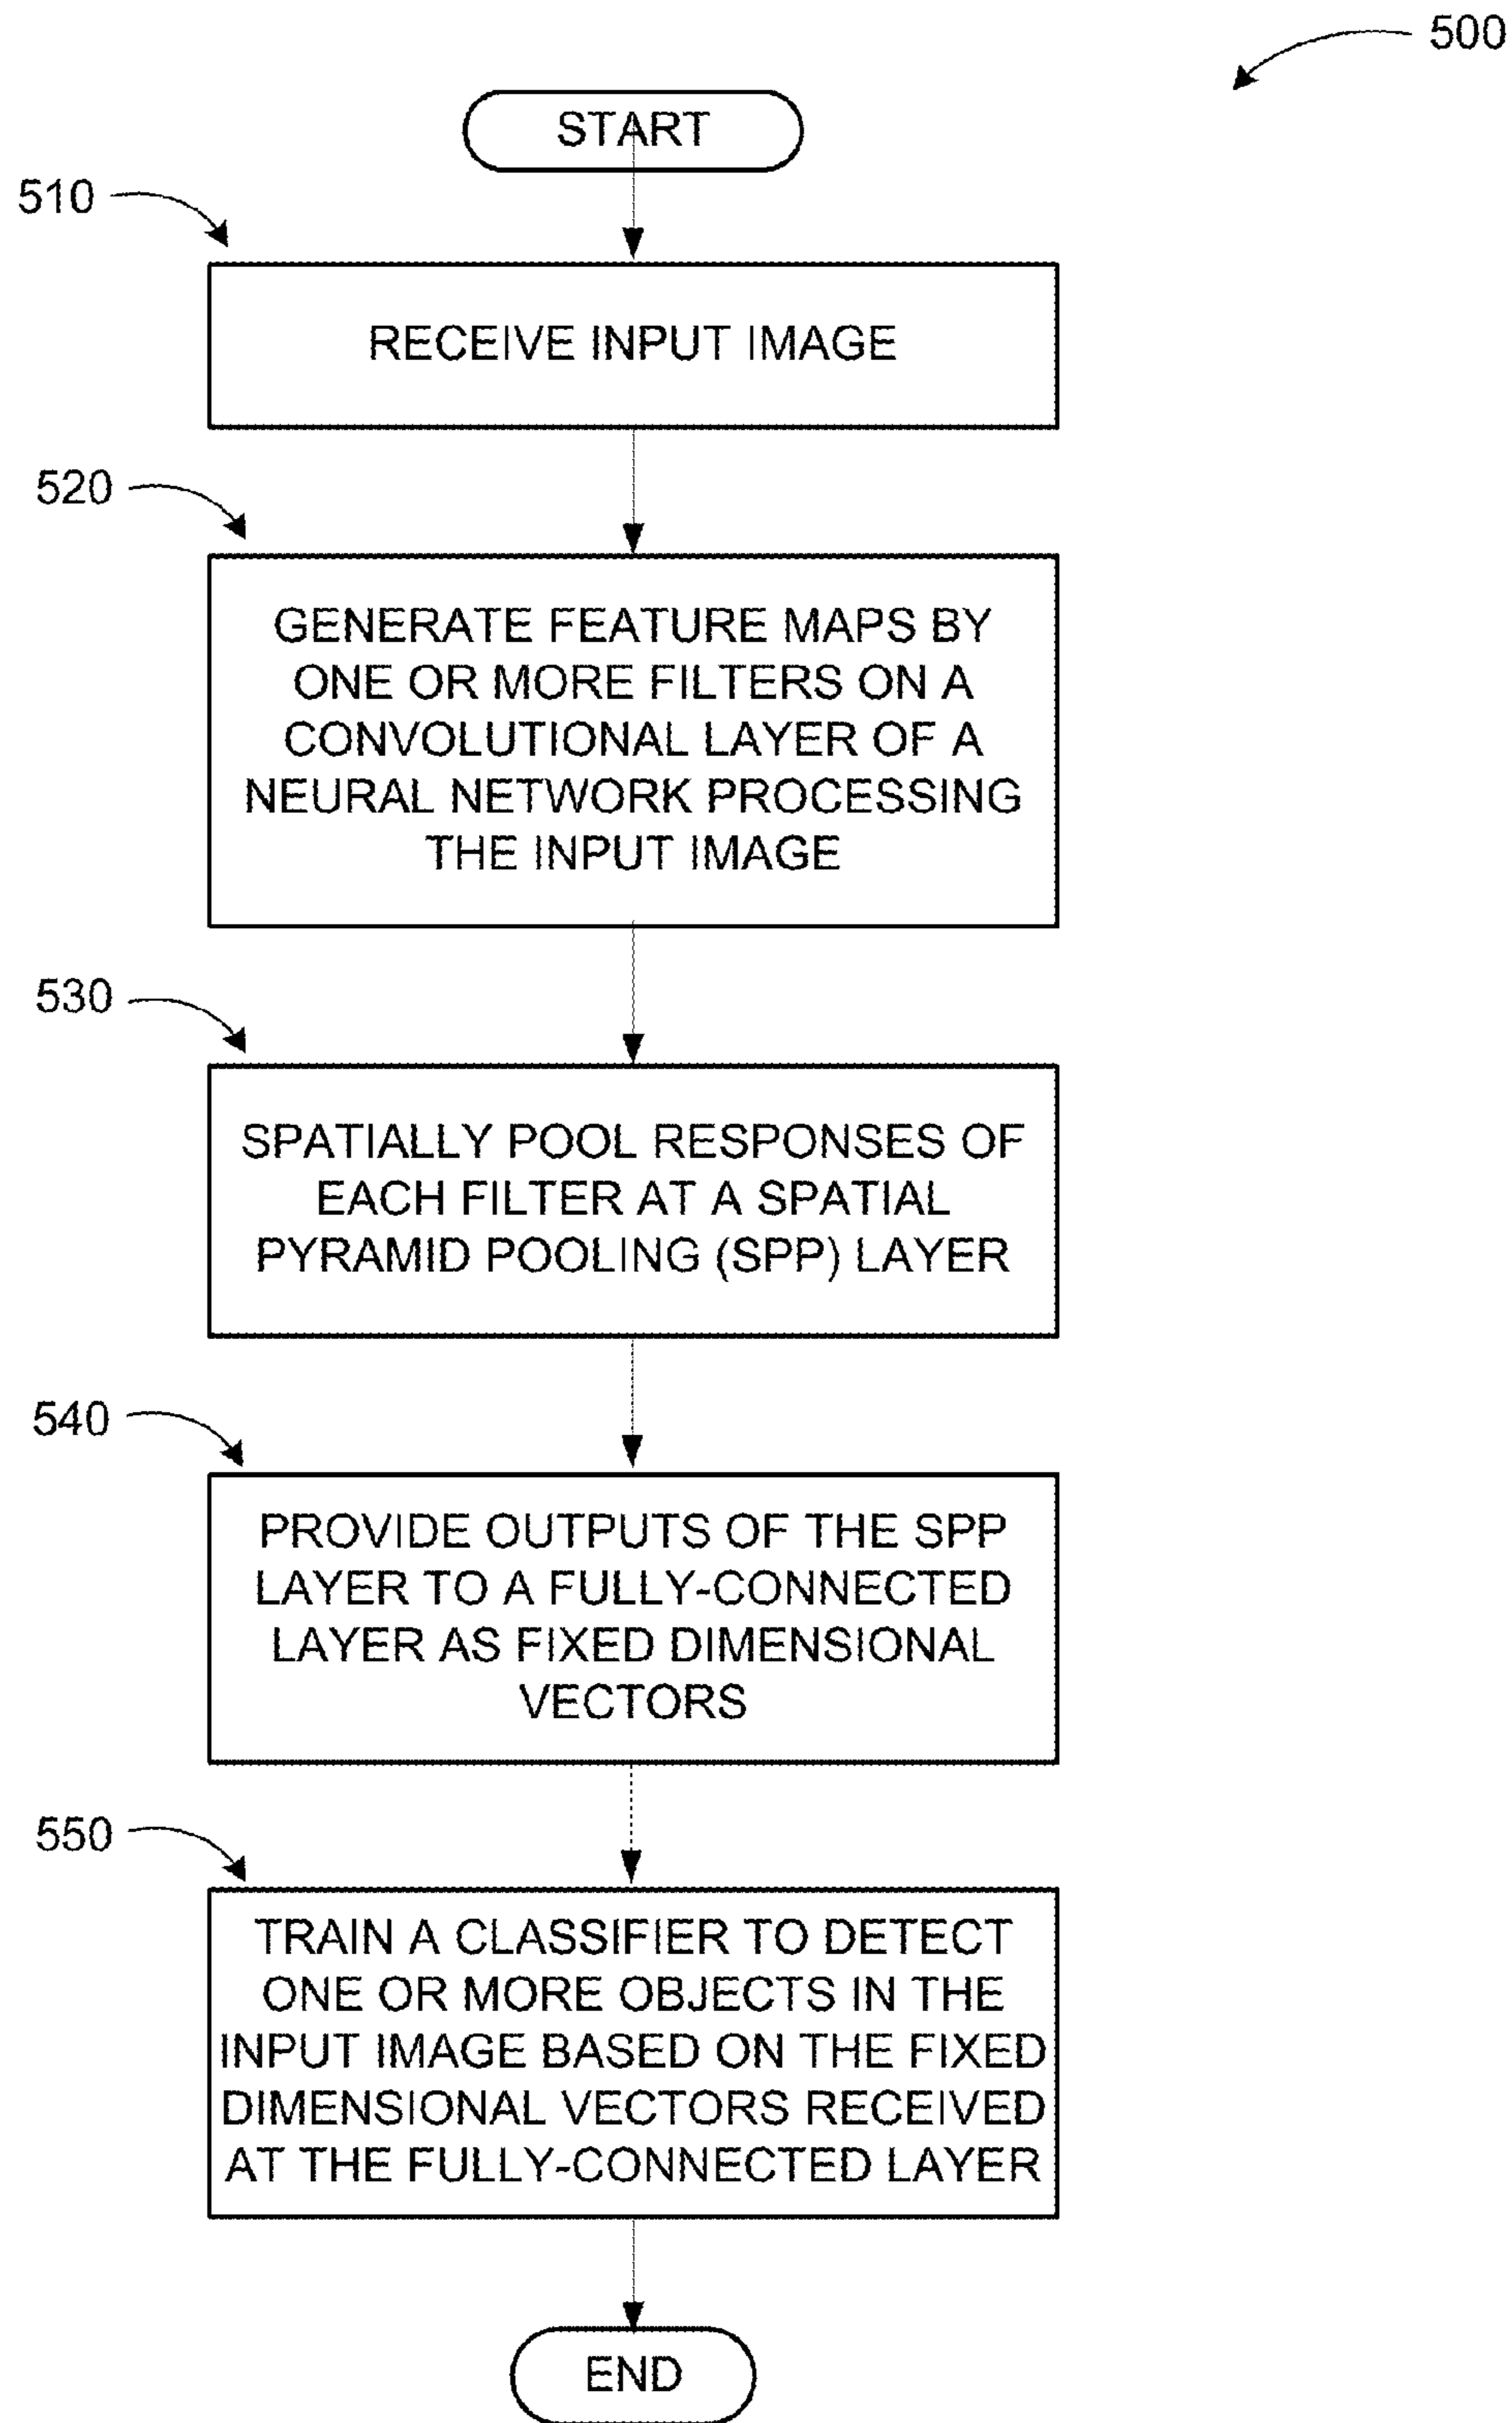 500
START
510
RECEIVE INPUT IMAGE
520
GENERATE FEATURE MAPS BY
ONE OR MORE FILTERS ON A
CONVOLUTIONAL LAYER OF A
NEURAL NETWORK PROCESSING
THE INPUT IMAGE
530
SPATIALLY POOL RESPONSES OF
EACH FILTER AT A SPATIAL
PYRAMID POOLING (SPP) LAYER
540
PROVIDE OUTPUTS OF THE SPP
LAYER TO A FULLY-CONNECTED
LAYER AS FIXED DIMENSIONAL
VECTORS
550
TRAIN A CLASSIFIER TO DETECT
ONE OR MORE OBJECTS IN THE
INPUT IMAGE BASED ON THE FIXED
DIMENSIONAL VECTORS RECEIVED
AT THE FULLY-CONNECTED LAYER
END